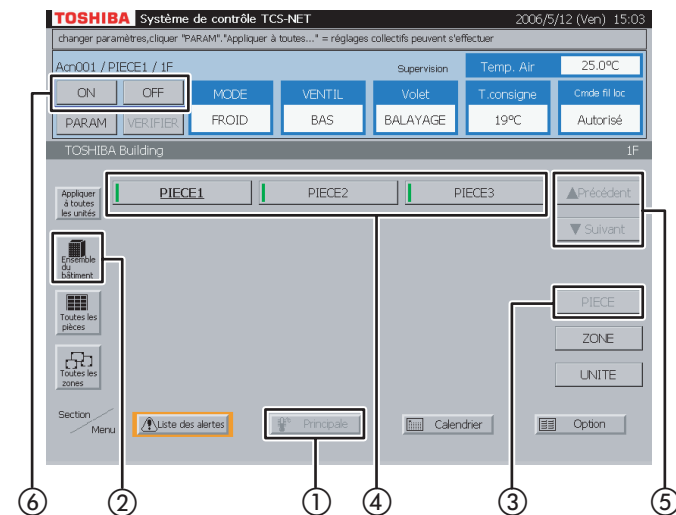 TOSHIBA Système de contrôle TCS-NET 2006/5/12 (Ven) 15:03
changer paramètres,cliquer "PARAM"."Appliquer à toutes..." = réglages collectifs peuvent s'effectuer
Acn001 / PIECE1 / 1F Supervision Temp. Air 25.0ºC
ON OFF MODE VENTIL Volet T.consigne Cmde fil loc
PARAM VERIFIER FROID BAS BALAYAGE 19ºC Autorisé
TOSHIBA Building 1F
Appliquer à toutes les unités
PIECE1 PIECE2 PIECE3
▲Précédent
▼ Suivant
Ensemble du bâtiment
PIECE
Toutes les pièces
ZONE
Toutes les zones
UNITE
Section / Menu
Liste des alertes Principale Calendrier Option
⑥ ② ① ④ ③ ⑤